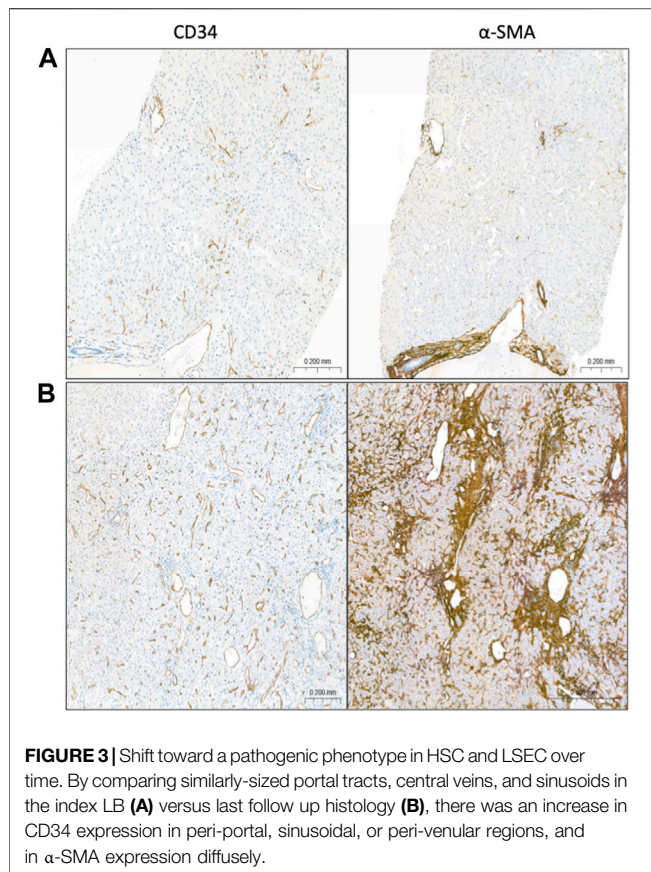 CD34 α-SMA
A
0.200 mm 0.200 mm
B
0.200 mm
FIGURE 3 | Shift toward a pathogenic phenotype in HSC and LSEC over
time. By comparing similarly-sized portal tracts, central veins, and sinusoids in
the index LB (A) versus last follow up histology (B), there was an increase in
CD34 expression in peri-portal, sinusoidal, or peri-venular regions, and
in α-SMA expression diffusely.